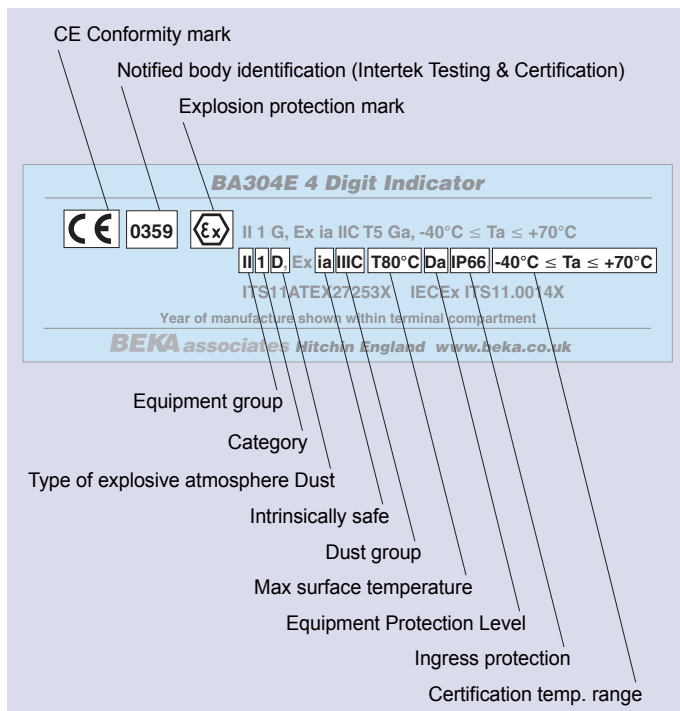 CE Conformity mark
Notified body identification (Intertek Testing & Certification)
Explosion protection mark
BA304E 4 Digit Indicator
CE 0359 Ex II 1 G, Ex ia IIC T5 Ga, -40°C ≤ Ta ≤ +70°C
II 1 D, Ex ia IIIC T80°C Da IP66, -40°C ≤ Ta ≤ +70°C
ITS11ATEX27253X IECEx ITS11.0014X
Year of manufacture shown within terminal compartment
BEKA associates Hitchin England www.beka.co.uk
Equipment group
Category
Type of explosive atmosphere Dust
Intrinsically safe
Dust group
Max surface temperature
Equipment Protection Level
Ingress protection
Certification temp. range